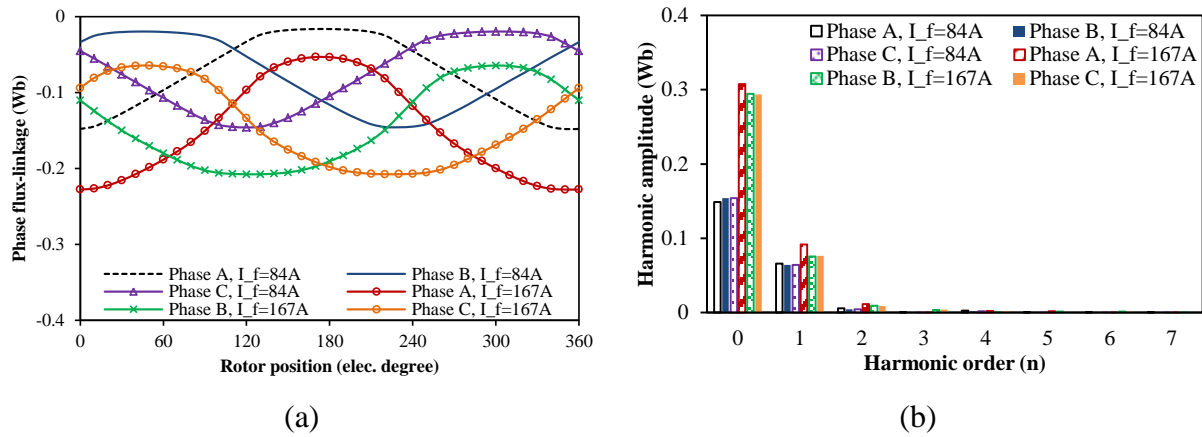 0
-0.1
-0.2
-0.3
-0.4
Phase flux-linkage (Wb)
Phase A, I_f=84A
Phase B, I_f=84A
Phase C, I_f=84A
Phase A, I_f=167A
Phase B, I_f=167A
Phase C, I_f=167A
0 60 120 180 240 300 360
Rotor position (elec. degree)
(a)
0.4
0.3
0.2
0.1
0
Harmonic amplitude (Wb)
Phase A, I_f=84A
Phase B, I_f=84A
Phase C, I_f=84A
Phase A, I_f=167A
Phase B, I_f=167A
Phase C, I_f=167A
0 1 2 3 4 5 6 7
Harmonic order (n)
(b)